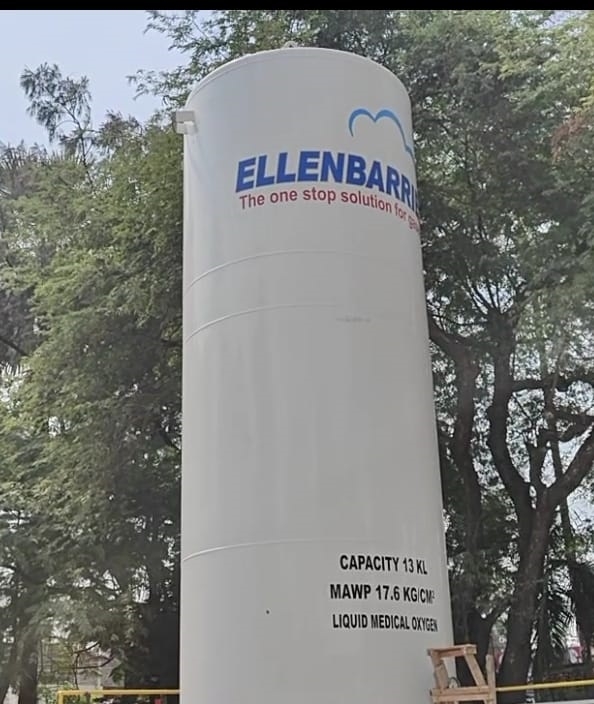 ELLENBARRI
The one stop solution for
CAPACITY 13 KL
MAWP 17.6 KG/CM²
LIQUID MEDICAL OXYGEN